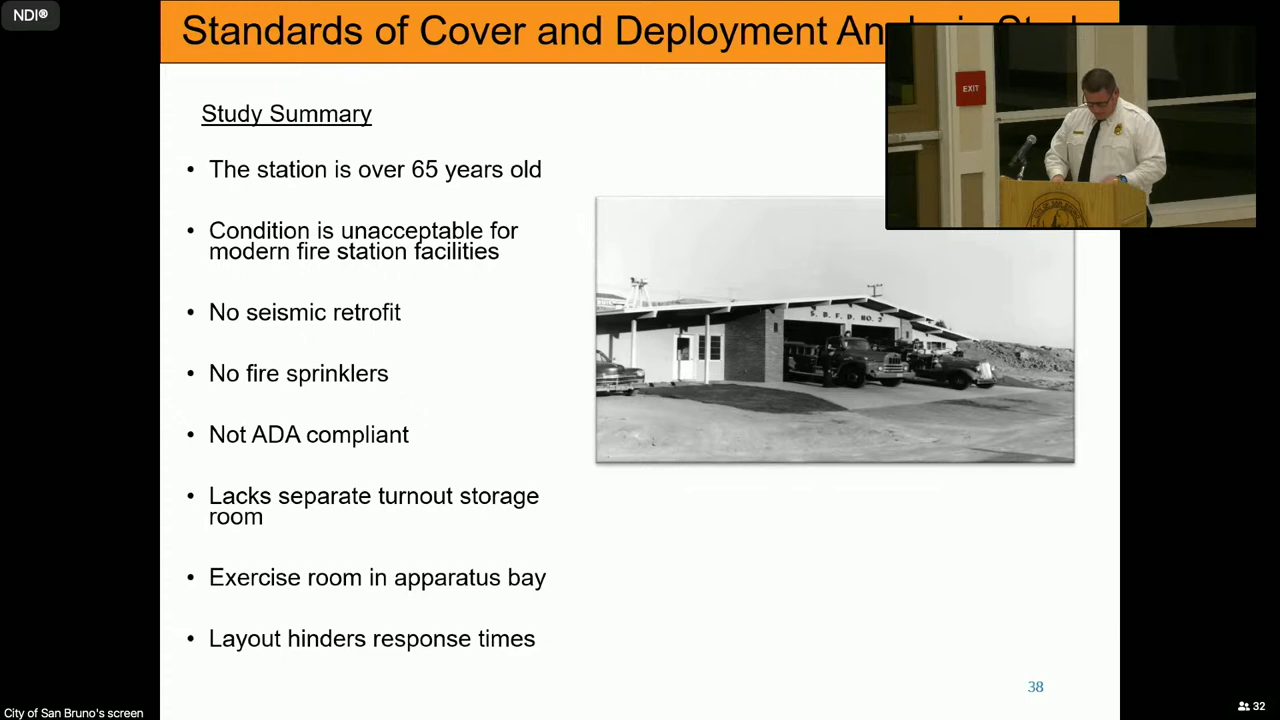 NDI®
Standards of Cover and Deployment
EXIT
Study Summary
• The station is over 65 years old
• Condition is unacceptable for
modern fire station facilities
• No seismic retrofit
• No fire sprinklers
• Not ADA compliant
• Lacks separate turnout storage
room
• Exercise room in apparatus bay
• Layout hinders response times
S.B.F.D. NO. 2
38
City of San Bruno's screen
32